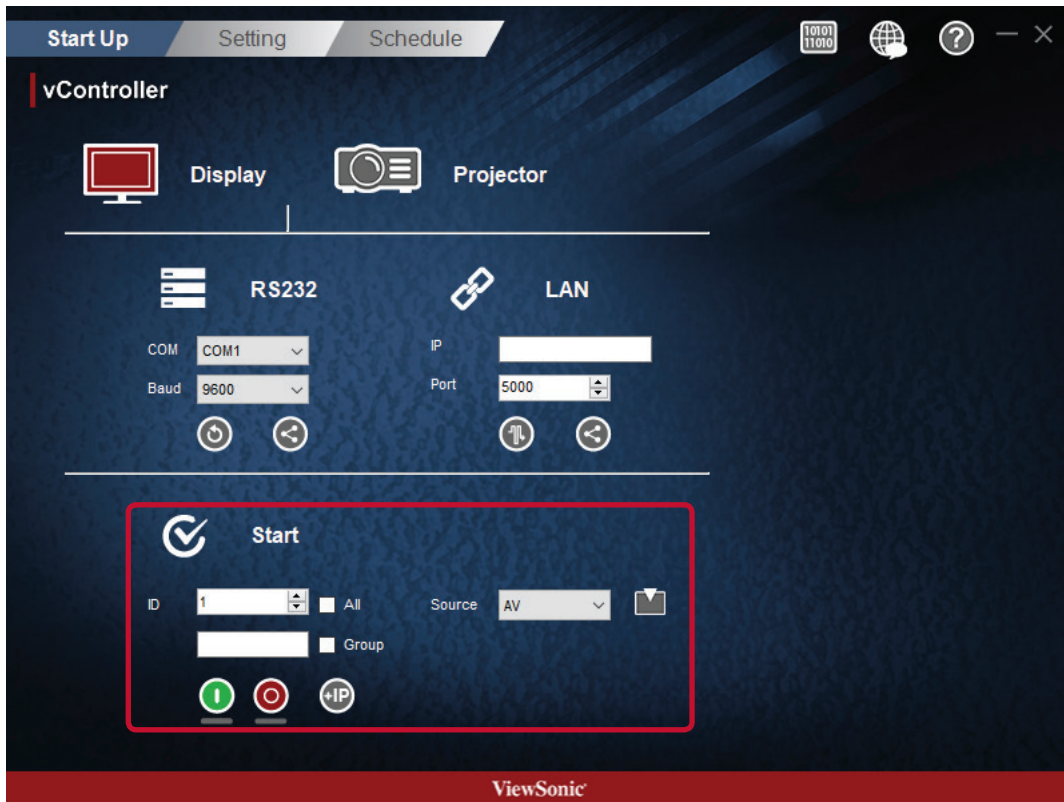 Start Up Setting Schedule
10101
11010
?
vController
Display Projector
RS232 LAN
COM COM1 IP
Baud 9600 Port 5000
Start
ID 1 All Source AV
Group
+IP
ViewSonic